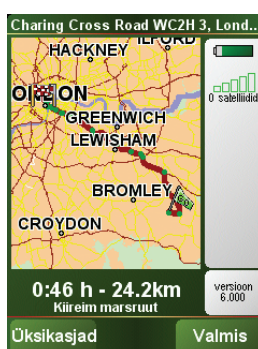 Charing Cross Road WC2H 3, Lond..
HACKNEY
ILFORD
GREENWICH
LEWISHAM
BROMLEY
GO!
CROYDON
0 satelliidid
0:46 h - 24.2km
Kiireim marsruut
versioon
6.000
Üksikasjad
Valmis